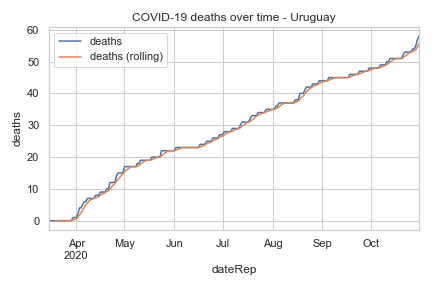 COVID-19 deaths over time - Uruguay
deaths
deaths (rolling)
60
50
40
30
20
10
0
deaths
Apr May Jun Jul Aug Sep Oct
2020
dateRep